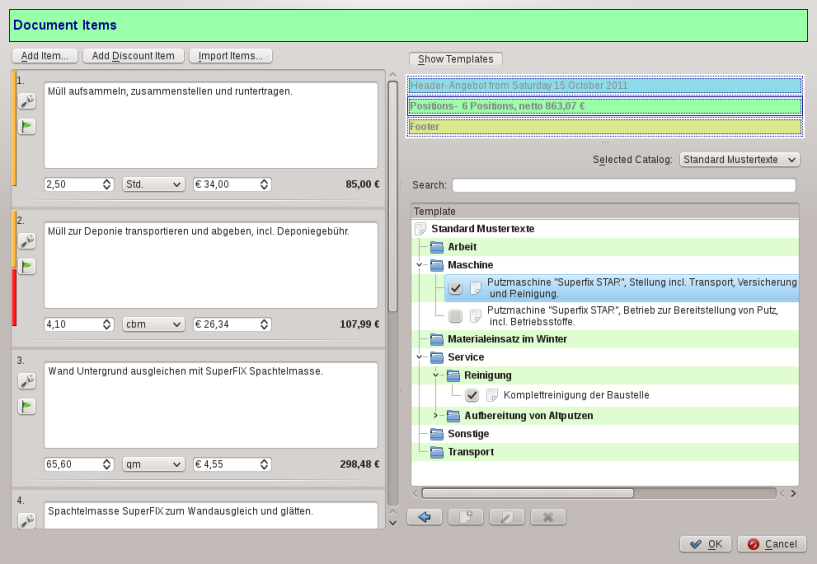 Document Items
Add Item...
Add Discount Item
Import Items...
Show Templates
1.
Müll aufsammeln, zusammenstellen und runtertragen.
2,50
Std.
€ 34,00
85,00 €
2.
Müll zur Deponie transportieren und abgeben, incl. Deponiegebühr.
4,10
cbm
€ 26,34
107,99 €
3.
Wand Untergrund ausgleichen mit SuperFIX Spachtelmasse.
65,60
qm
€ 4,55
298,48 €
4.
Spachtelmasse SuperFIX zum Wandausgleich und glätten.
Header- Angebot from Saturday 15 October 2011
Positions- 6 Positions, netto 863,07 €
Footer
Selected Catalog:
Standard Mustertexte
Search:
Template
Standard Mustertexte
Arbeit
Maschine
Putzmaschine "Superfix STAR", Stellung incl. Transport, Versicherung
und Reinigung.
Putzmachine "Superfix STAR", Betrieb zur Bereitstellung von Putz,
incl. Betriebsstoffe.
Materialeinsatz im Winter
Service
Reinigung
Komplettreinigung der Baustelle
Aufbereitung von Altputzen
Sonstige
Transport
OK
Cancel